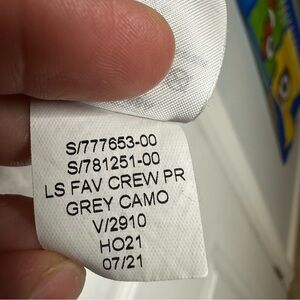 S/777653-00
S/781251-00
LS FAV CREW PR
GREY CAMO
V/2910
HO21
07/21